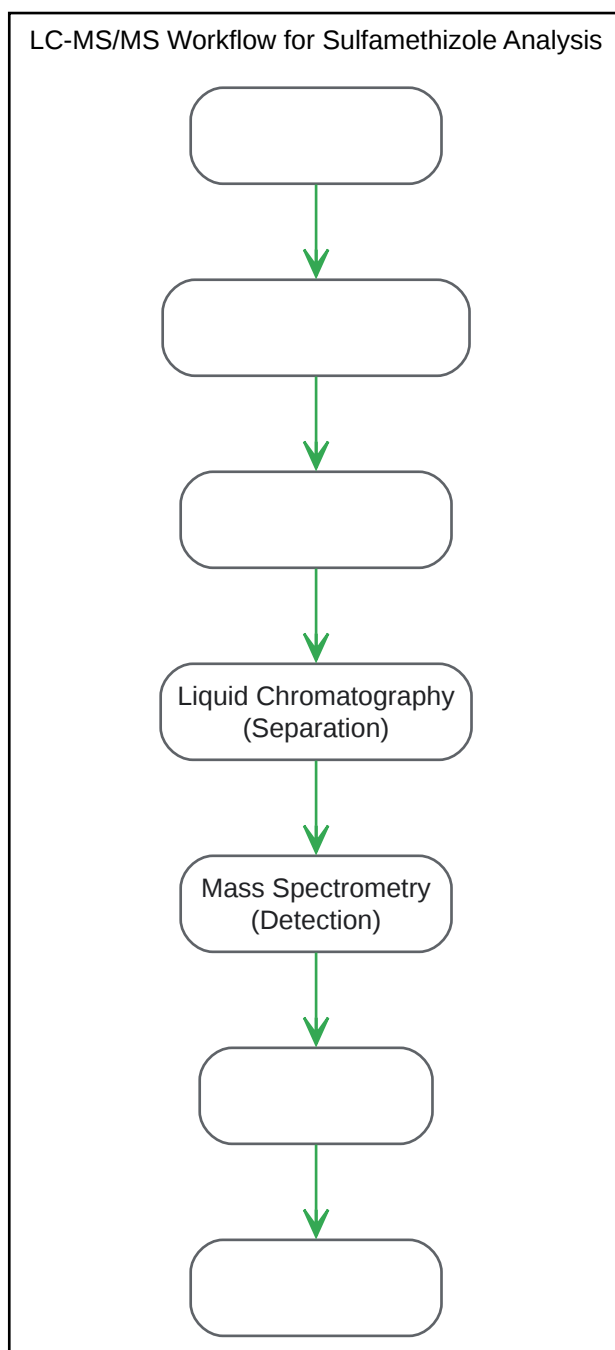 LC-MS/MS Workflow for Sulfamethizole Analysis
Liquid Chromatography
(Separation)
Mass Spectrometry
(Detection)